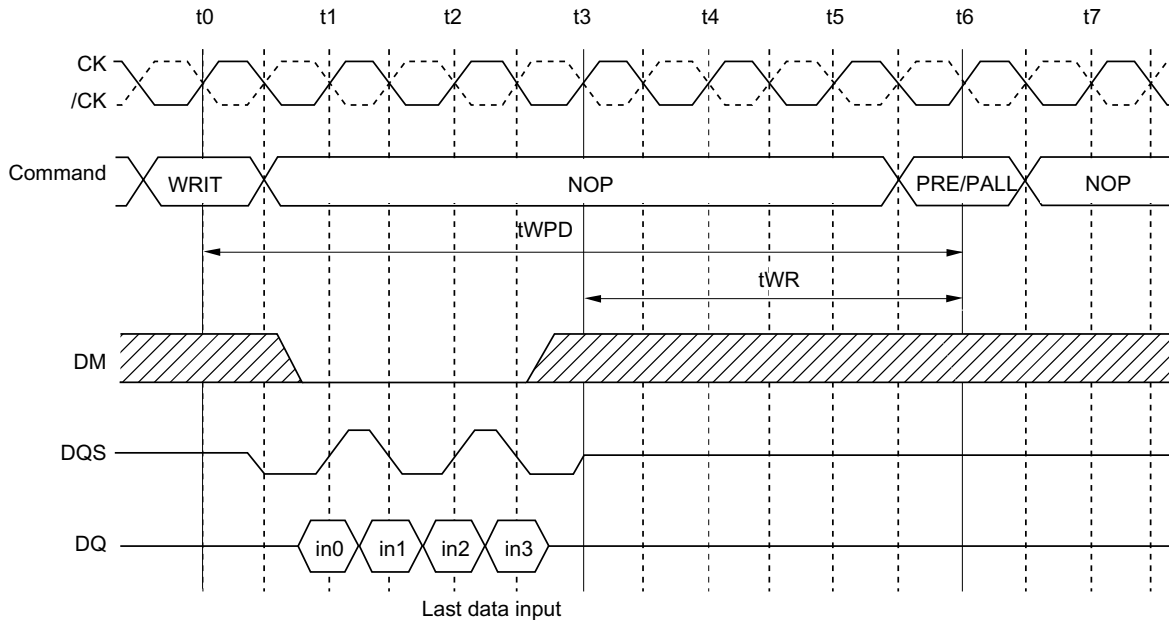 t0 t1 t2 t3 t4 t5 t6 t7
CK
/CK
Command WRIT NOP PRE/PALL NOP
tWPD
tWR
DM
DQS
DQ in0 in1 in2 in3
Last data input